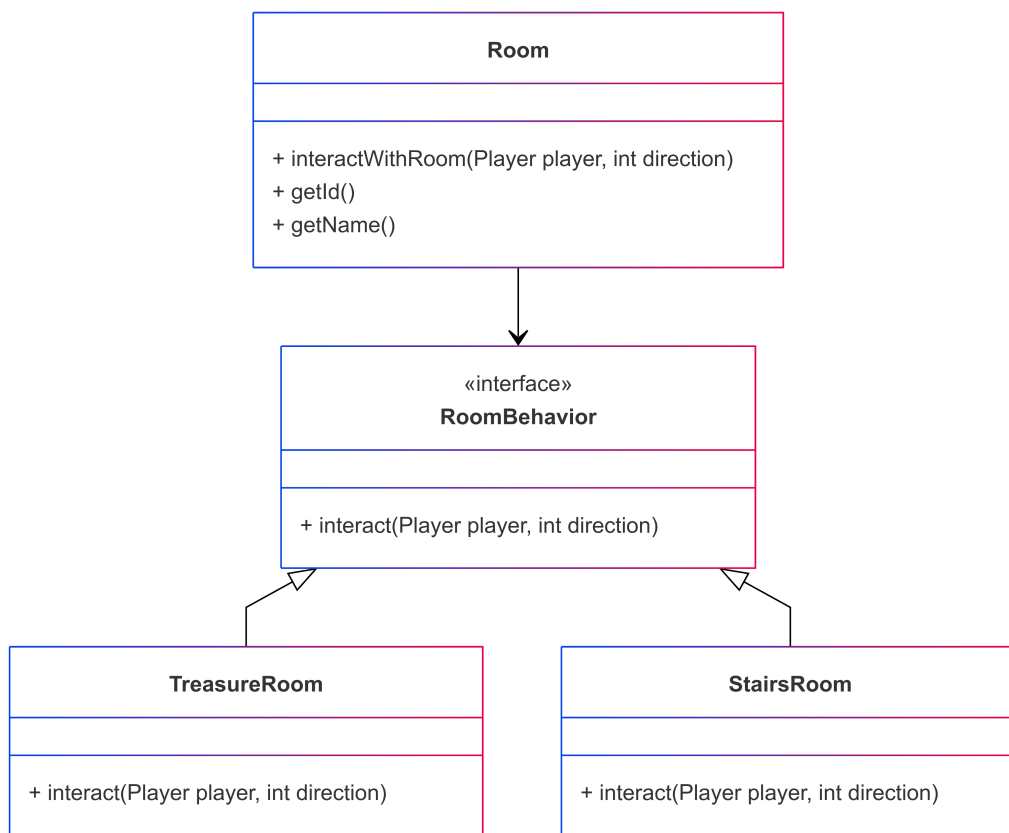 Room
+ interactWithRoom(Player player, int direction)
+ getId()
+ getName()
«interface»
RoomBehavior
+ interact(Player player, int direction)
TreasureRoom
+ interact(Player player, int direction)
StairsRoom
+ interact(Player player, int direction)